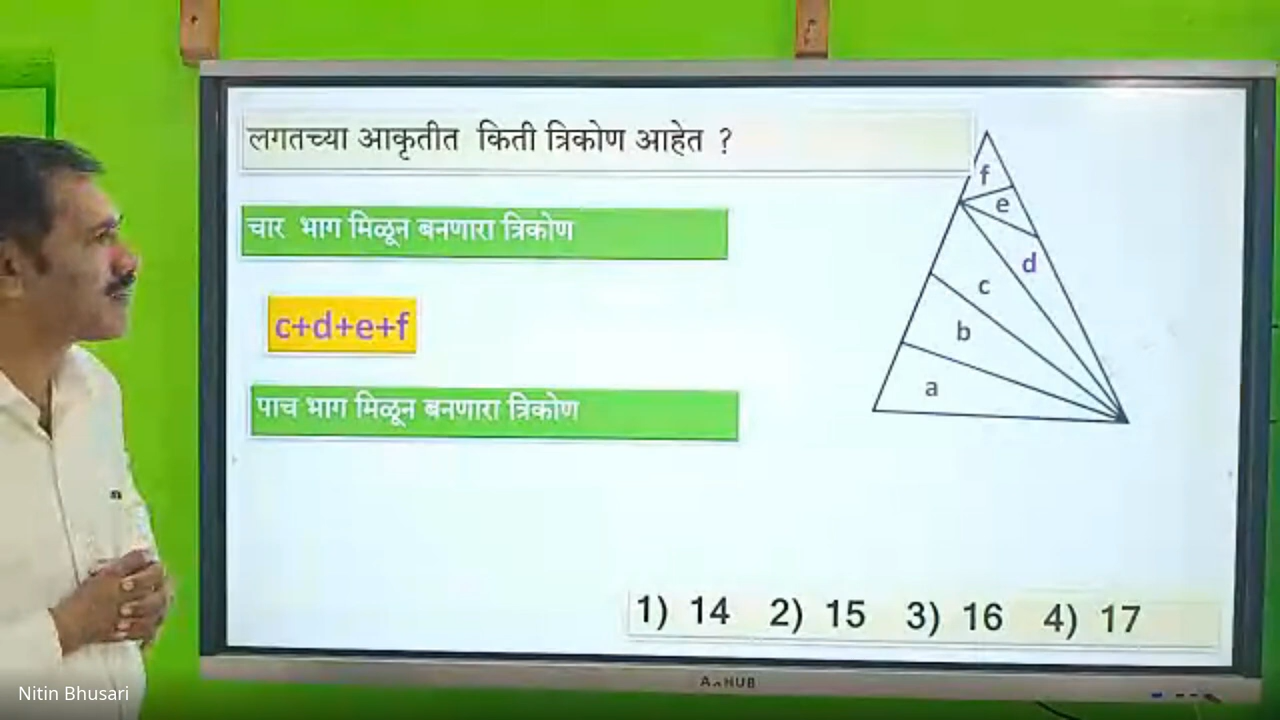 लगतच्या आकृतीत किती त्रिकोण आहेत ?
चार भाग मिळून बनणारा त्रिकोण
c+d+e+f
पाच भाग मिळून बनणारा त्रिकोण
f
e
d
c
b
a
1) 14 2) 15 3) 16 4) 17
Nitin Bhusari